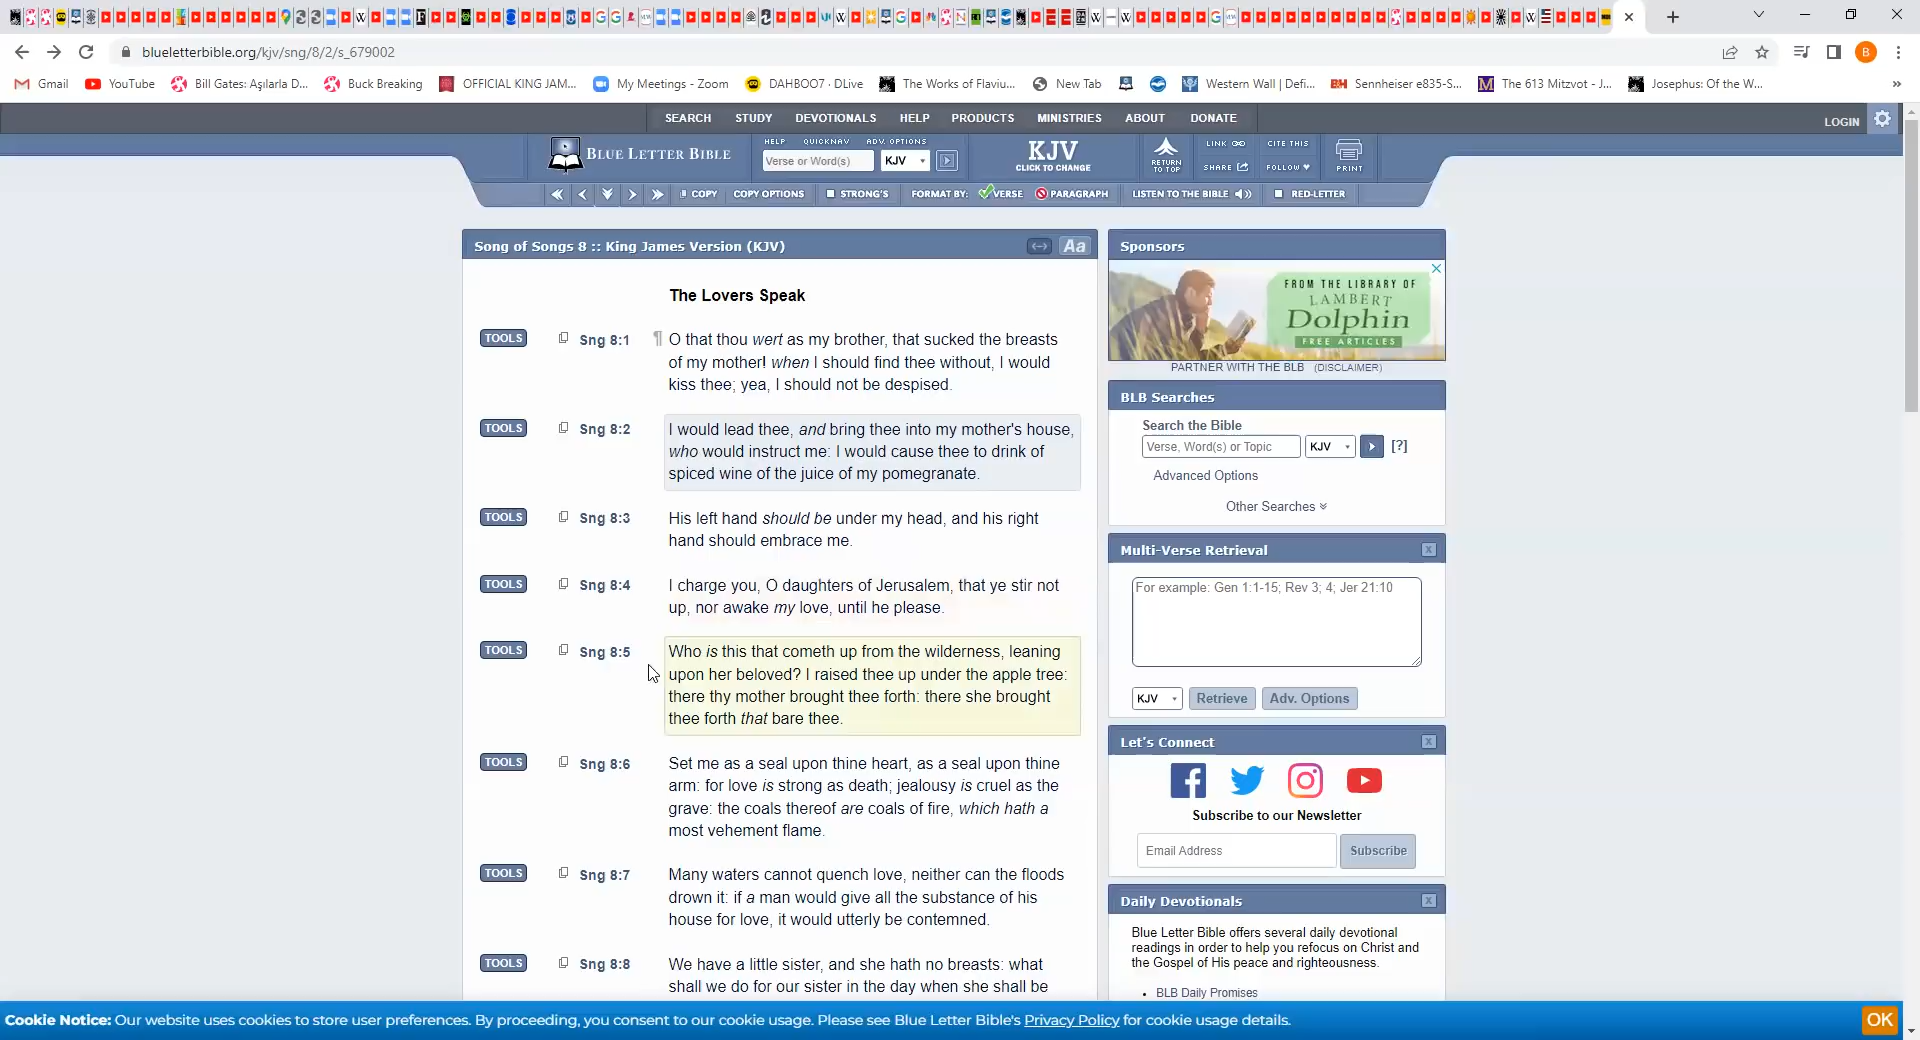 blueletterbible.org/kjv/sng/8/2/s_679002
B
Gmail
YouTube
Bill Gates: Aşılarla D...
Buck Breaking
OFFICIAL KING JAM...
My Meetings - Zoom
DAHBOO7 · DLive
The Works of Flaviu...
New Tab
Western Wall | Defi...
Sennheiser e835-S...
The 613 Mitzvot - J...
Josephus: Of the W...
SEARCH STUDY DEVOTIONALS HELP PRODUCTS MINISTRIES ABOUT DONATE
LOGIN
BLUE LETTER BIBLE
HELP QUICKNAV ADV. OPTIONS
Verse or Word(s) KJV
KJV
CLICK TO CHANGE
RETURN
TO TOP
LINK
SHARE
CITE THIS
FOLLOW
PRINT
COPY COPY OPTIONS STRONG'S FORMAT BY: VERSE PARAGRAPH LISTEN TO THE BIBLE RED-LETTER
Song of Songs 8 :: King James Version (KJV)
Aa
The Lovers Speak
TOOLS Sng 8:1 ¶ O that thou wert as my brother, that sucked the breasts
of my mother! when I should find thee without, I would
kiss thee; yea, I should not be despised.
TOOLS Sng 8:2 I would lead thee, and bring thee into my mother's house,
who would instruct me: I would cause thee to drink of
spiced wine of the juice of my pomegranate.
TOOLS Sng 8:3 His left hand should be under my head, and his right
hand should embrace me.
TOOLS Sng 8:4 I charge you, O daughters of Jerusalem, that ye stir not
up, nor awake my love, until he please.
TOOLS Sng 8:5 Who is this that cometh up from the wilderness, leaning
upon her beloved? I raised thee up under the apple tree:
there thy mother brought thee forth: there she brought
thee forth that bare thee.
TOOLS Sng 8:6 Set me as a seal upon thine heart, as a seal upon thine
arm: for love is strong as death; jealousy is cruel as the
grave: the coals thereof are coals of fire, which hath a
most vehement flame.
TOOLS Sng 8:7 Many waters cannot quench love, neither can the floods
drown it: if a man would give all the substance of his
house for love, it would utterly be contemned.
TOOLS Sng 8:8 We have a little sister, and she hath no breasts: what
shall we do for our sister in the day when she shall be
Sponsors
FROM THE LIBRARY OF
LAMBERT
Dolphin
FREE ARTICLES
PARTNER WITH THE BLB (DISCLAIMER)
BLB Searches
Search the Bible
Verse, Word(s) or Topic KJV [?]
Advanced Options
Other Searches
Multi-Verse Retrieval
For example: Gen 1:1-15; Rev 3; 4; Jer 21:10
KJV Retrieve Adv. Options
Let's Connect
Subscribe to our Newsletter
Email Address Subscribe
Daily Devotionals
Blue Letter Bible offers several daily devotional
readings in order to help you refocus on Christ and
the Gospel of His peace and righteousness.
BLB Daily Promises
Cookie Notice: Our website uses cookies to store user preferences. By proceeding, you consent to our cookie usage. Please see Blue Letter Bible's Privacy Policy for cookie usage details.
OK